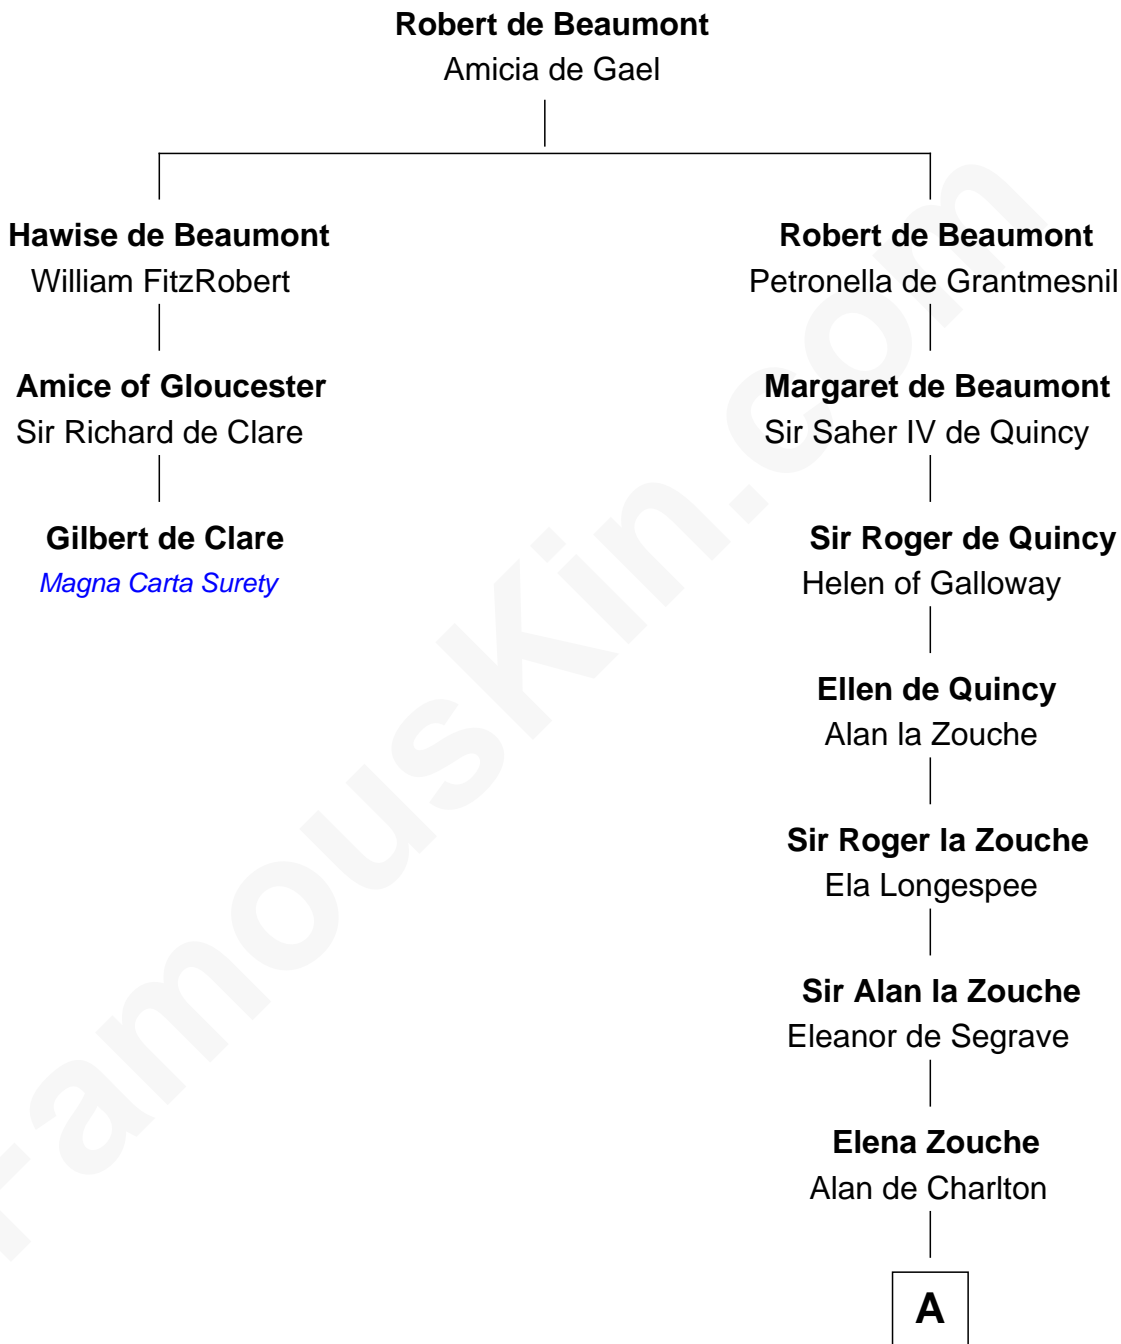 Robert de Beaumont
Amicia de Gael
Hawise de Beaumont
William FitzRobert
Robert de Beaumont
Petronella de Grantmesnil
Amice of Gloucester
Sir Richard de Clare
Margaret de Beaumont
Sir Saher IV de Quincy
Gilbert de Clare
Magna Carta Surety
Sir Roger de Quincy
Helen of Galloway
Ellen de Quincy
Alan la Zouche
Sir Roger la Zouche
Ela Longespee
Sir Alan la Zouche
Eleanor de Segrave
Elena Zouche
Alan de Charlton
A
FamousKin.com